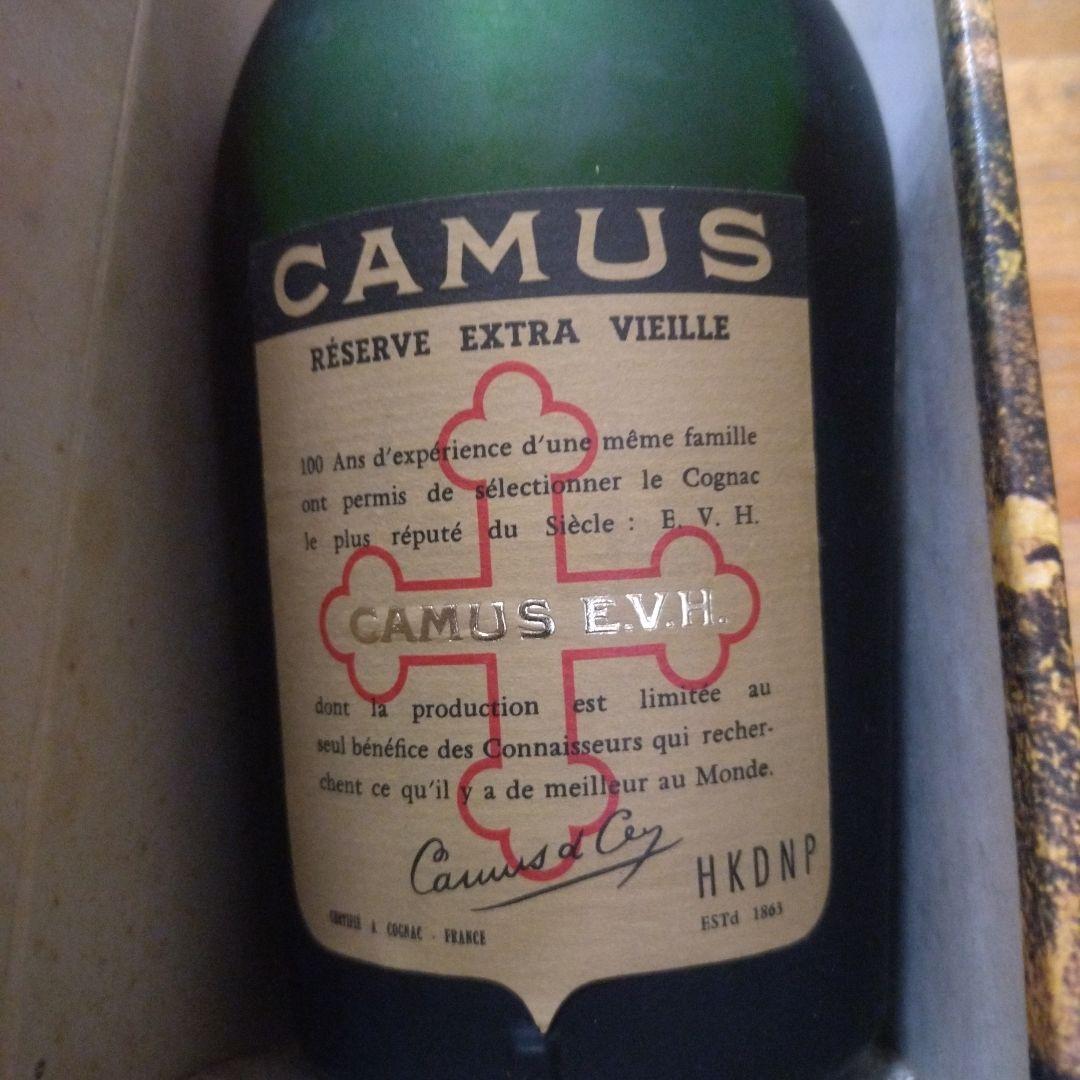 CAMUS
RÉSERVE EXTRA VIEILLE
100 Ans d'expérience d'une même famille
ont permis de sélectionner le Cognac
le plus réputé du Siècle : E. V. H.
CAMUS E.V.H.
dont la production est limitée au
seul bénéfice des Connaisseurs qui recher-
chent ce qu'il y a de meilleur au Monde.
Camus & Cey
HKDNP
A COGNAC - FRANCE
ESTd 1863